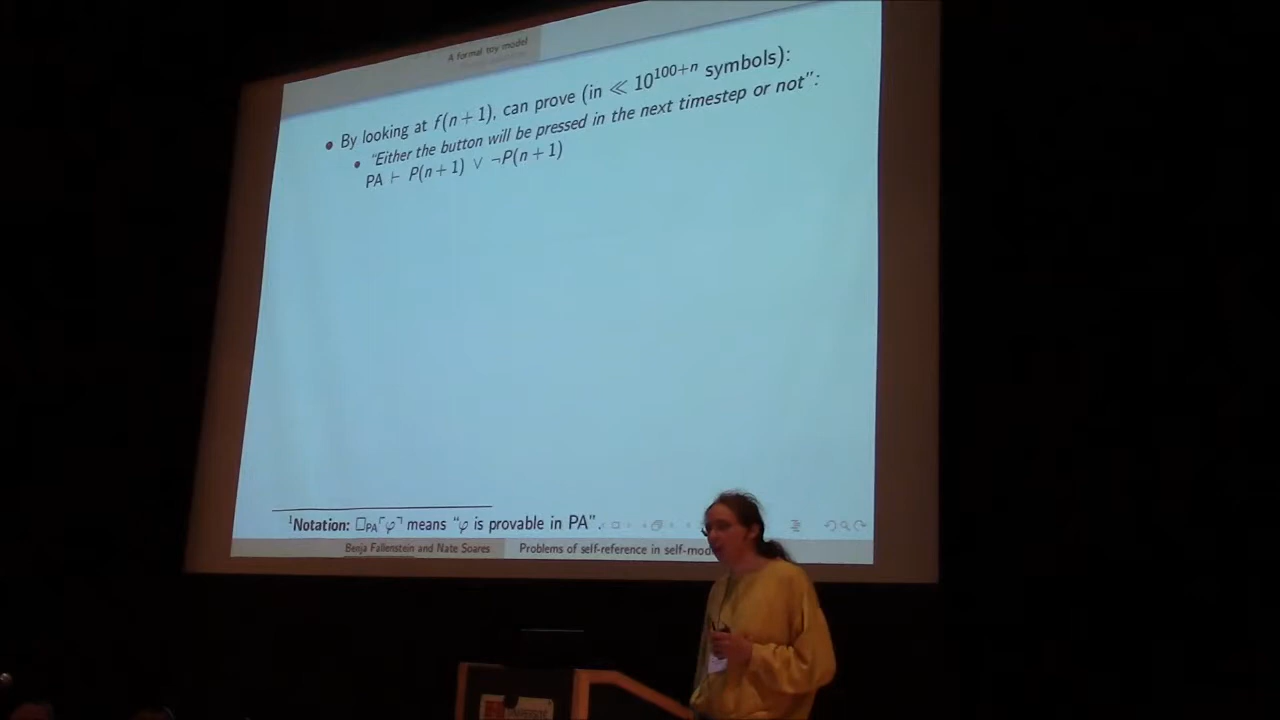 A formal toy model
By looking at f(n + 1), can prove (in ≪ 10^{100+n} symbols):
"Either the button will be pressed in the next timestep or not":
PA ⊢ P(n + 1) ∨ ¬P(n + 1)
¹Notation: □_{PA}⌜φ⌝ means "φ is provable in PA".
Benja Fallenstein and Nate Soares
Problems of self-reference in